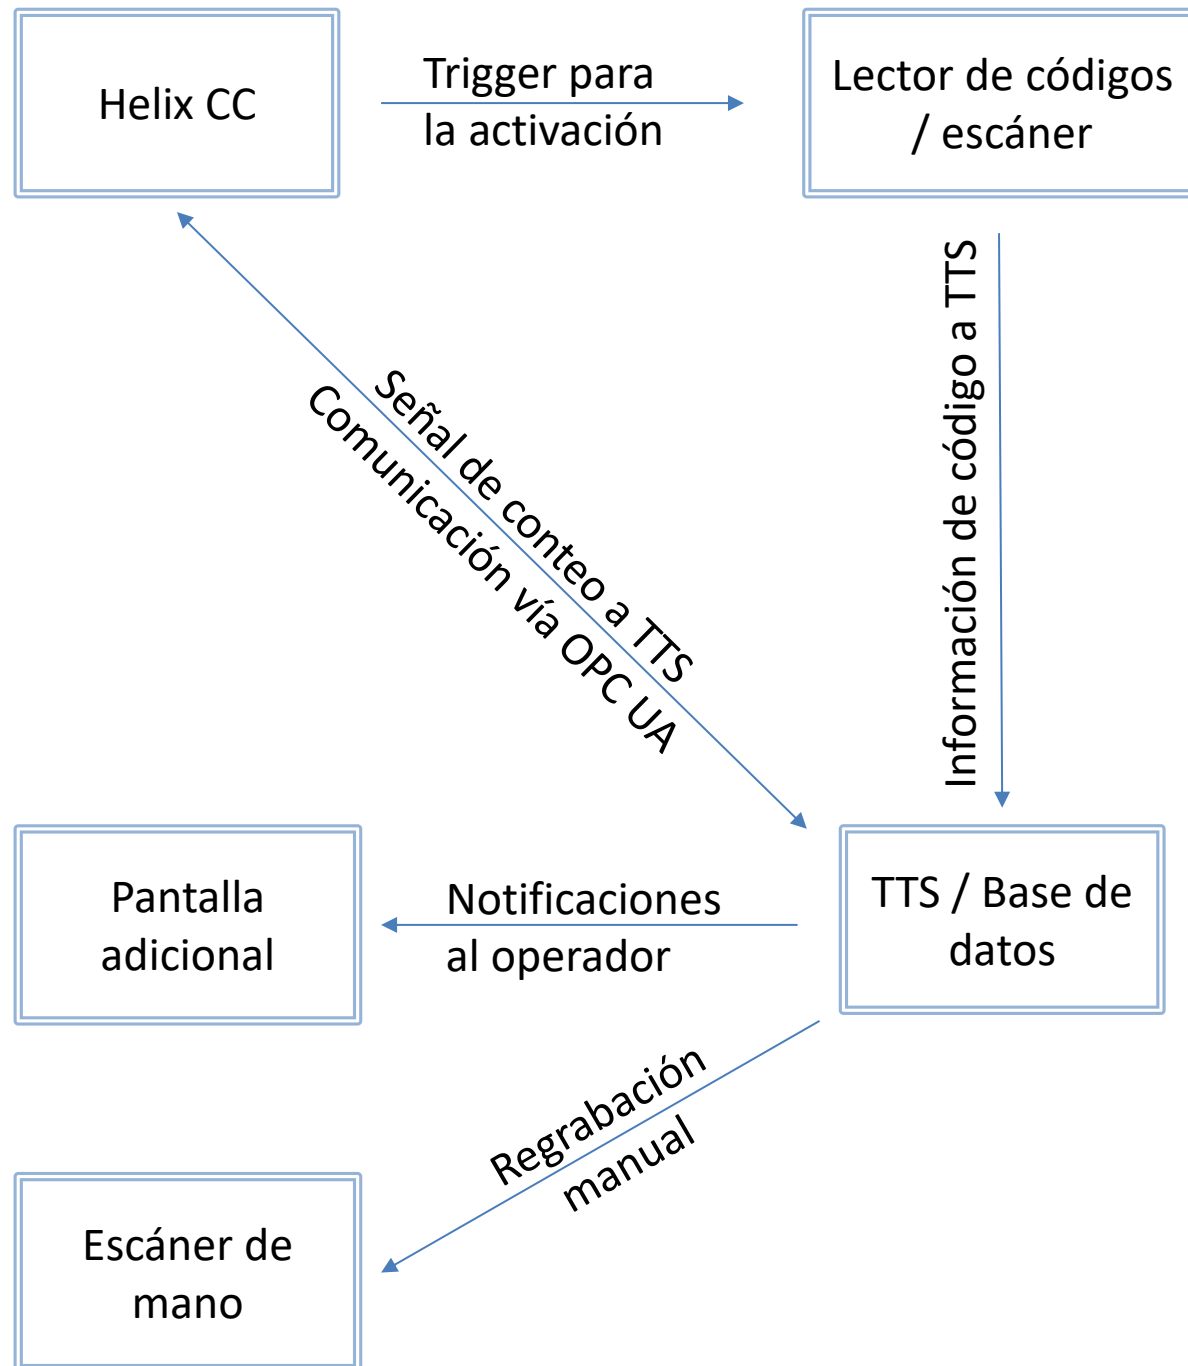 Helix CC
Trigger para
la activación
Lector de códigos
/ escáner
Señal de conteo a TTS
Comunicación vía OPC UA
Información de código a TTS
Pantalla
adicional
Notificaciones
al operador
TTS / Base de
datos
Regrabación
manual
Escáner de
mano